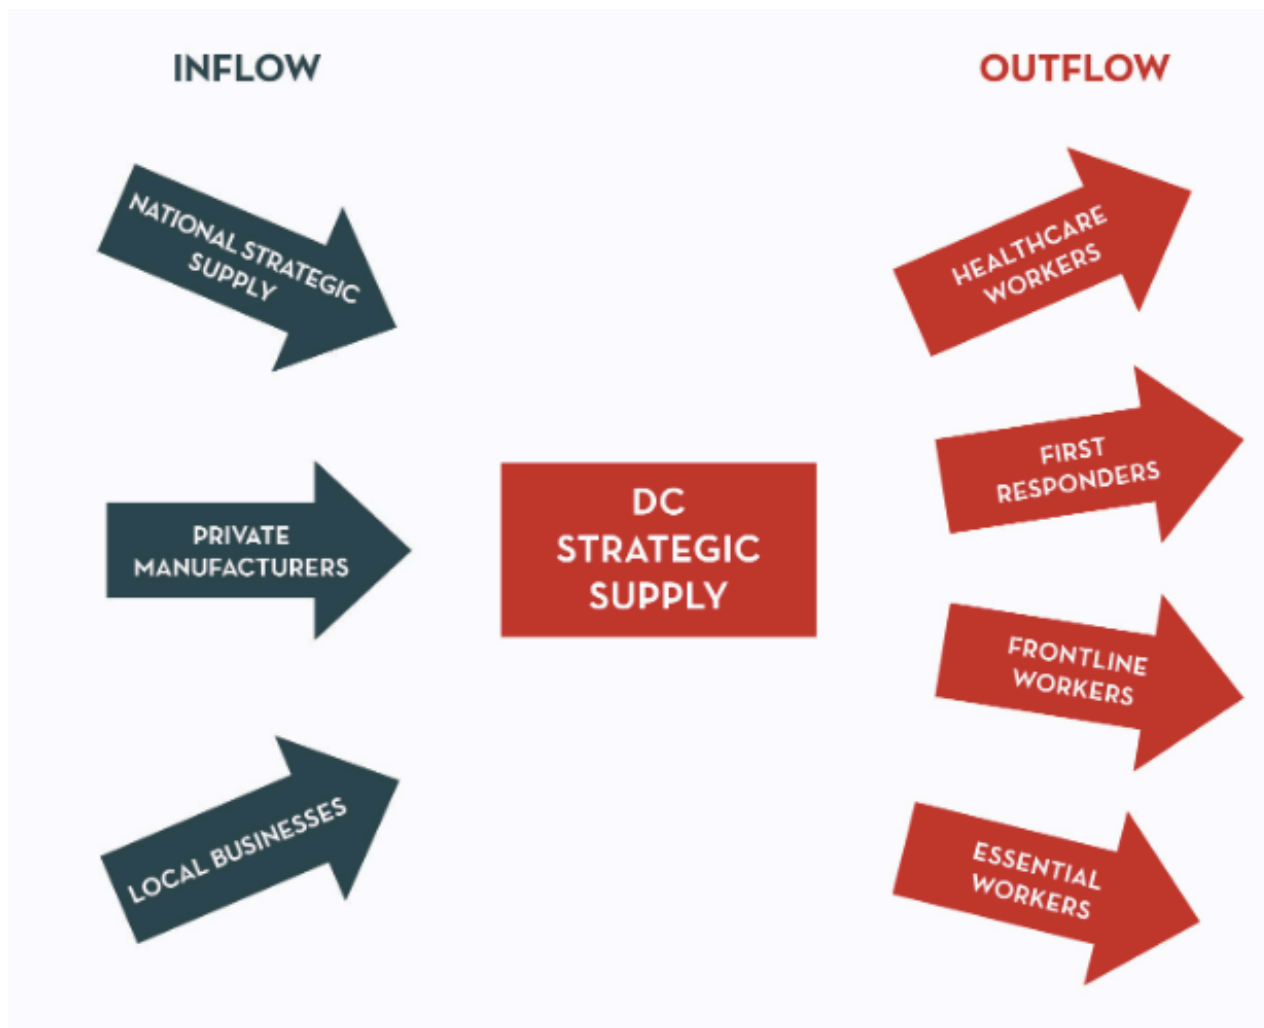 INFLOW
OUTFLOW
NATIONAL STRATEGIC
SUPPLY
PRIVATE
MANUFACTURERS
LOCAL BUSINESSES
DC
STRATEGIC
SUPPLY
HEALTHCARE
WORKERS
FIRST
RESPONDERS
FRONTLINE
WORKERS
ESSENTIAL
WORKERS